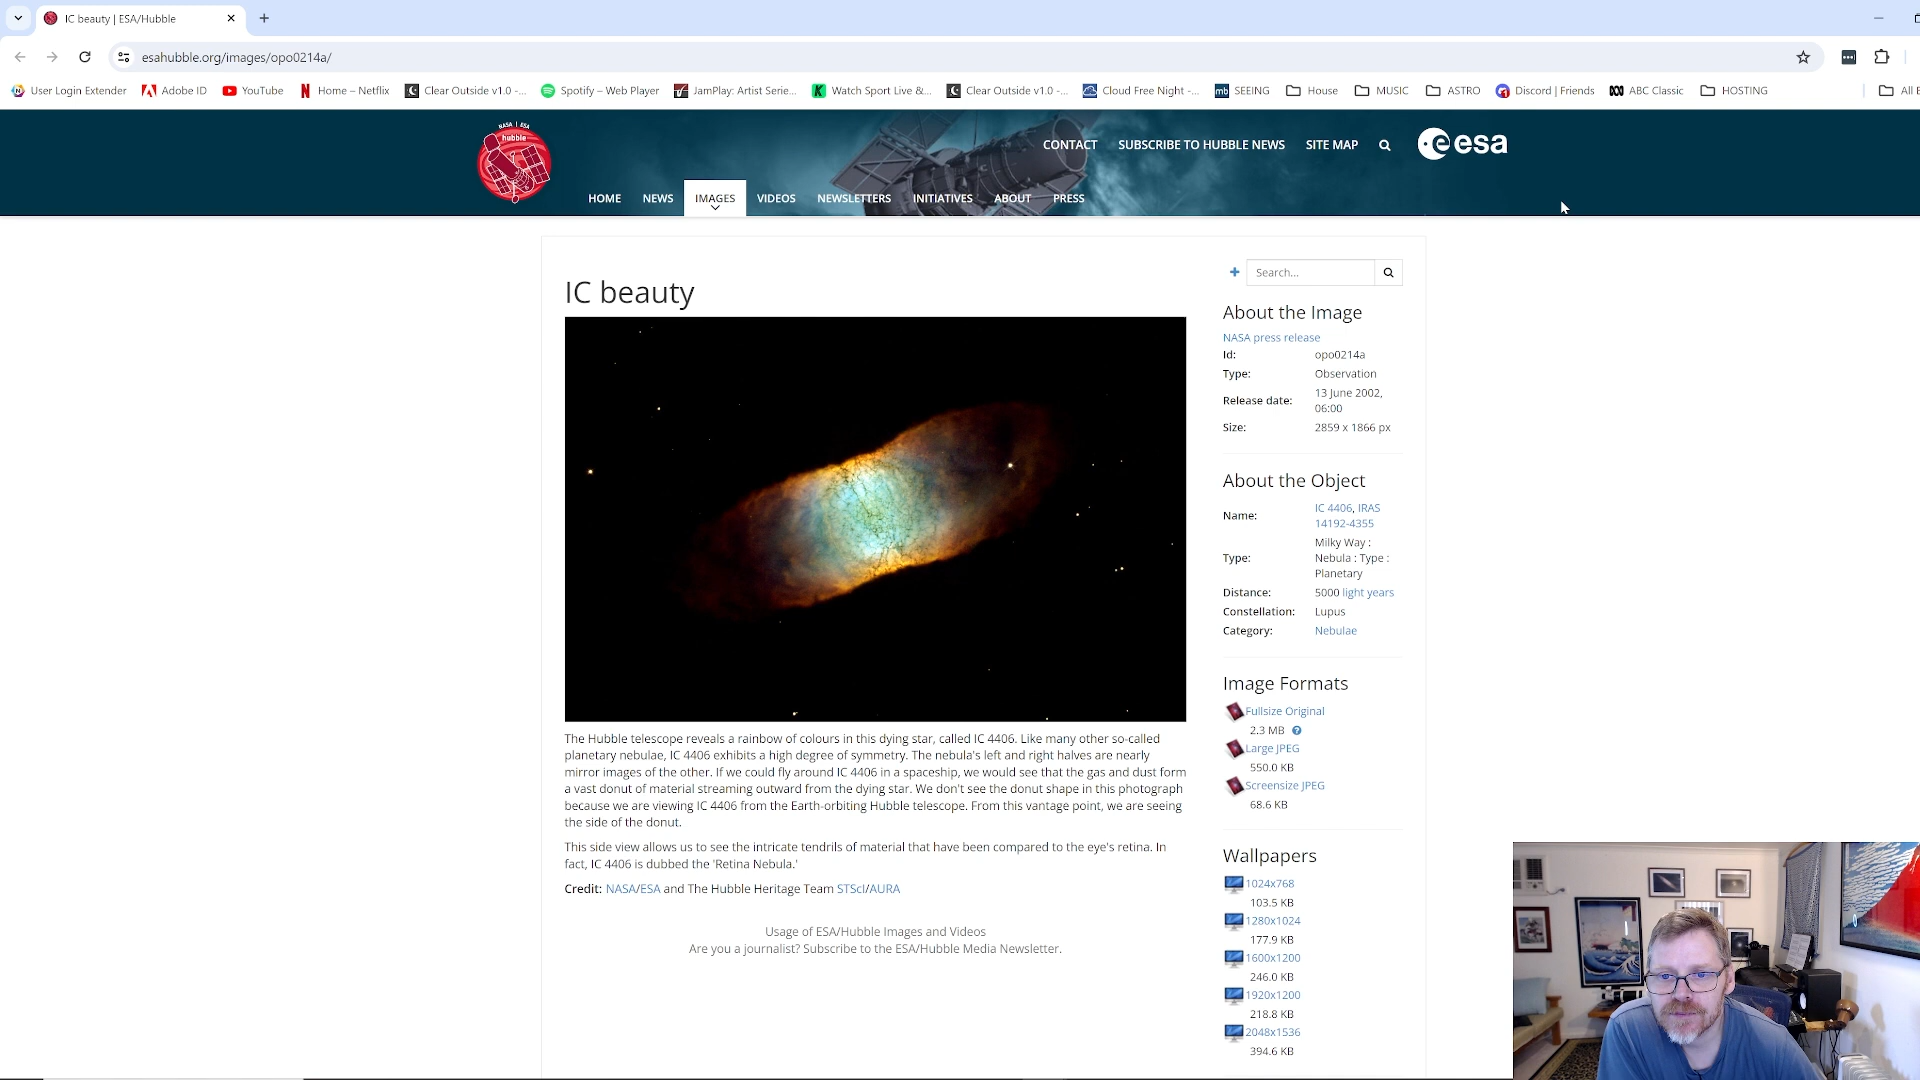 IC beauty | ESA/Hubble
esahubble.org/images/opo0214a/
User Login Extender Adobe ID YouTube Home – Netflix Clear Outside v1.0 -... Spotify – Web Player JamPlay: Artist Serie... Watch Sport Live &... Clear Outside v1.0 -... Cloud Free Night -... mb SEEING House MUSIC ASTRO Discord | Friends ABC Classic HOSTING All
NASA | ESA
hubble
CONTACT SUBSCRIBE TO HUBBLE NEWS SITE MAP esa
HOME NEWS IMAGES VIDEOS NEWSLETTERS INITIATIVES ABOUT PRESS
IC beauty
The Hubble telescope reveals a rainbow of colours in this dying star, called IC 4406. Like many other so-called
planetary nebulae, IC 4406 exhibits a high degree of symmetry. The nebula's left and right halves are nearly
mirror images of the other. If we could fly around IC 4406 in a spaceship, we would see that the gas and dust form
a vast donut of material streaming outward from the dying star. We don't see the donut shape in this photograph
because we are viewing IC 4406 from the Earth-orbiting Hubble telescope. From this vantage point, we are seeing
the side of the donut.
This side view allows us to see the intricate tendrils of material that have been compared to the eye's retina. In
fact, IC 4406 is dubbed the 'Retina Nebula.'
Credit: NASA/ESA and The Hubble Heritage Team STScI/AURA
Usage of ESA/Hubble Images and Videos
Are you a journalist? Subscribe to the ESA/Hubble Media Newsletter.
Search...
About the Image
NASA press release
Id: opo0214a
Type: Observation
Release date: 13 June 2002,
06:00
Size: 2859 x 1866 px
About the Object
Name: IC 4406, IRAS
14192-4355
Type: Milky Way :
Nebula : Type :
Planetary
Distance: 5000 light years
Constellation: Lupus
Category: Nebulae
Image Formats
Fullsize Original
2.3 MB
Large JPEG
550.0 KB
Screensize JPEG
68.6 KB
Wallpapers
1024x768
103.5 KB
1280x1024
177.9 KB
1600x1200
246.0 KB
1920x1200
218.8 KB
2048x1536
394.6 KB